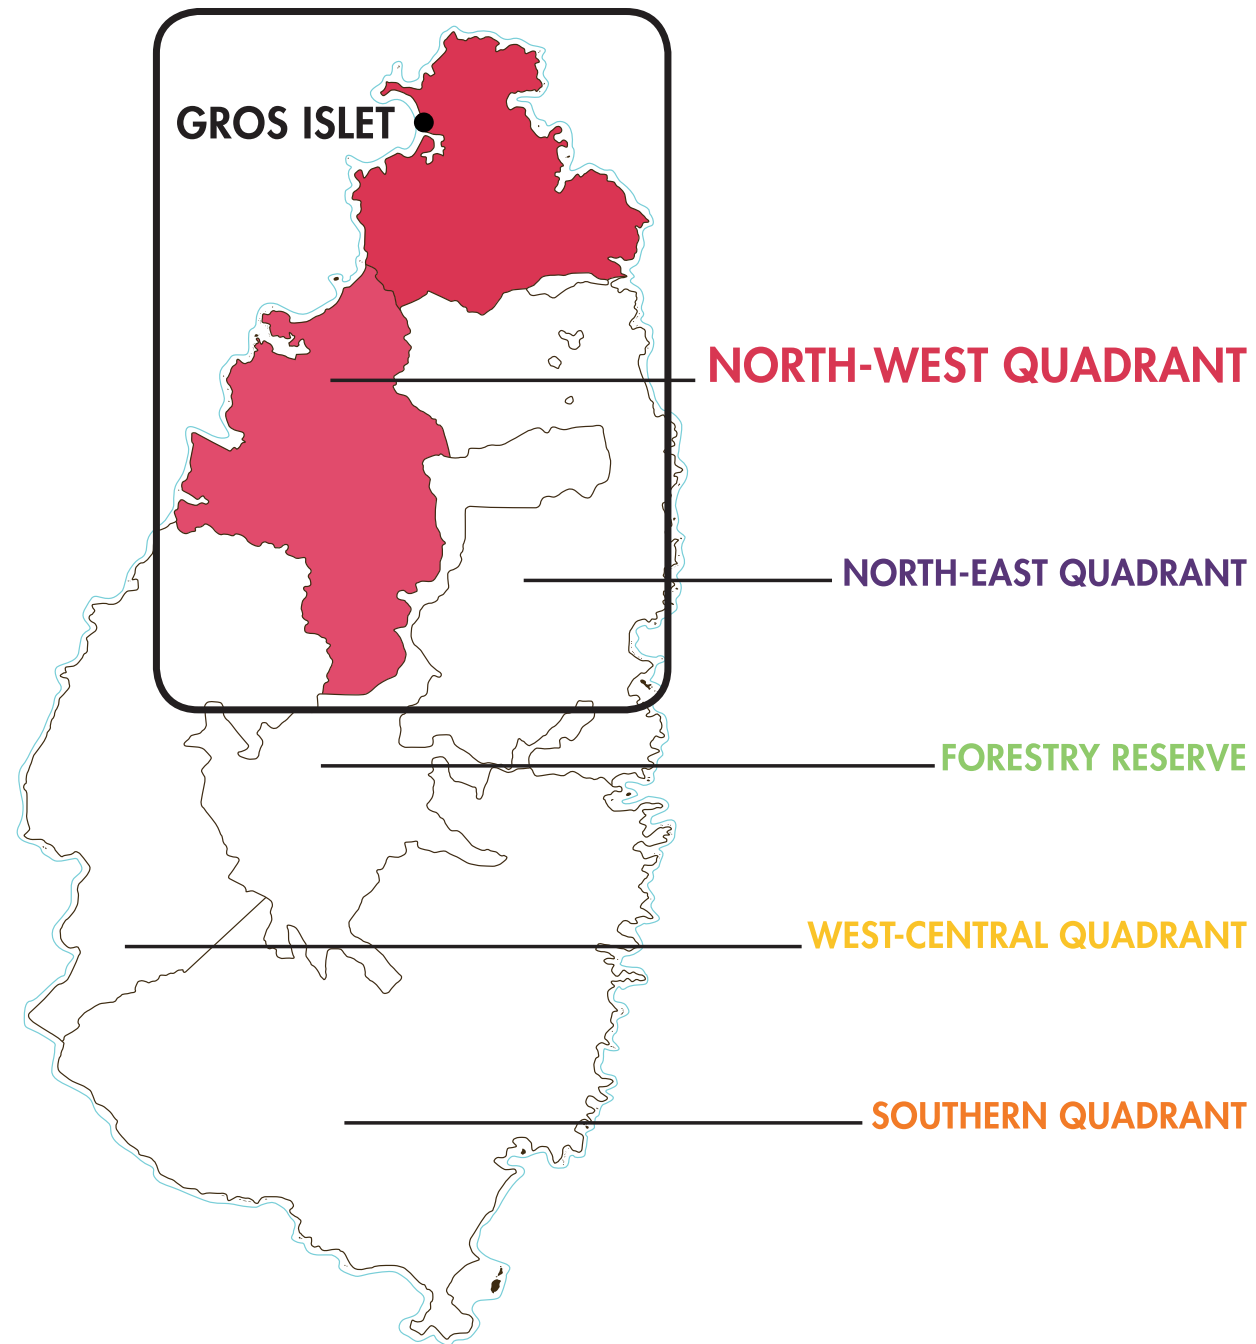 GROS ISLET
NORTH-WEST QUADRANT
NORTH-EAST QUADRANT
FORESTRY RESERVE
WEST-CENTRAL QUADRANT
SOUTHERN QUADRANT